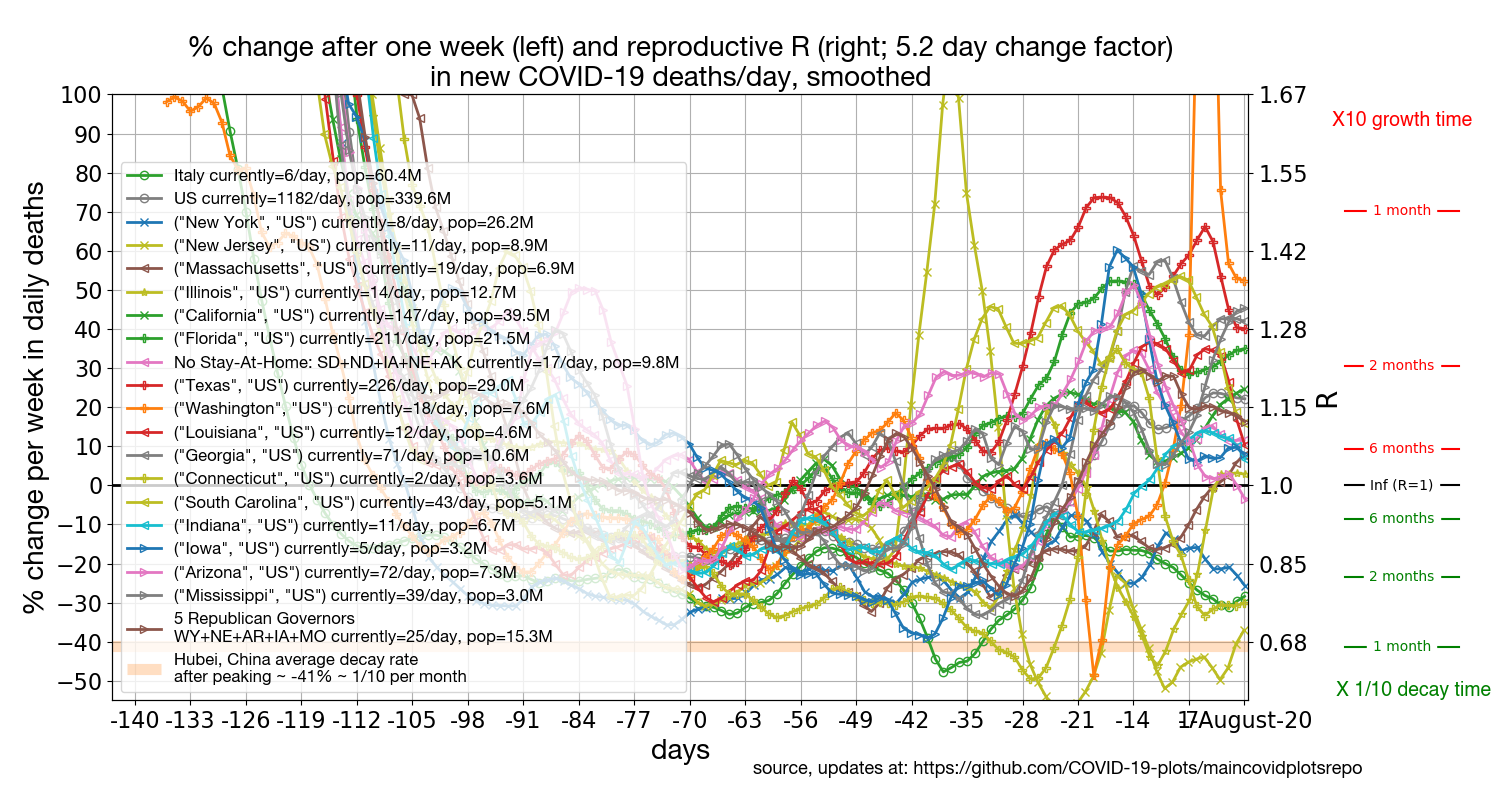 % change after one week (left) and reproductive R (right; 5.2 day change factor)
in new COVID-19 deaths/day, smoothed
% change per week in daily deaths
100
90
80
70
60
50
40
30
20
10
0
−10
−20
−30
−40
−50
Italy currently=6/day, pop=60.4M
US currently=1182/day, pop=339.6M
("New York", "US") currently=8/day, pop=26.2M
("New Jersey", "US") currently=11/day, pop=8.9M
("Massachusetts", "US") currently=19/day, pop=6.9M
("Illinois", "US") currently=14/day, pop=12.7M
("California", "US") currently=147/day, pop=39.5M
("Florida", "US") currently=211/day, pop=21.5M
No Stay-At-Home: SD+ND+IA+NE+AK currently=17/day, pop=9.8M
("Texas", "US") currently=226/day, pop=29.0M
("Washington", "US") currently=18/day, pop=7.6M
("Louisiana", "US") currently=12/day, pop=4.6M
("Georgia", "US") currently=71/day, pop=10.6M
("Connecticut", "US") currently=2/day, pop=3.6M
("South Carolina", "US") currently=43/day, pop=5.1M
("Indiana", "US") currently=11/day, pop=6.7M
("Iowa", "US") currently=5/day, pop=3.2M
("Arizona", "US") currently=72/day, pop=7.3M
("Mississippi", "US") currently=39/day, pop=3.0M
5 Republican Governors
WY+NE+AR+IA+MO currently=25/day, pop=15.3M
Hubei, China average decay rate
after peaking ~ -41% ~ 1/10 per month
1.67
1.55
1.42
1.28
1.15
1.0
0.85
0.68
R
X10 growth time
1 month
2 months
6 months
Inf (R=1)
6 months
2 months
1 month
X 1/10 decay time
-140 -133 -126 -119 -112 -105 -98 -91 -84 -77 -70 -63 -56 -49 -42 -35 -28 -21 -14 -7 17-August-20
days
source, updates at: https://github.com/COVID-19-plots/maincovidplotsrepo